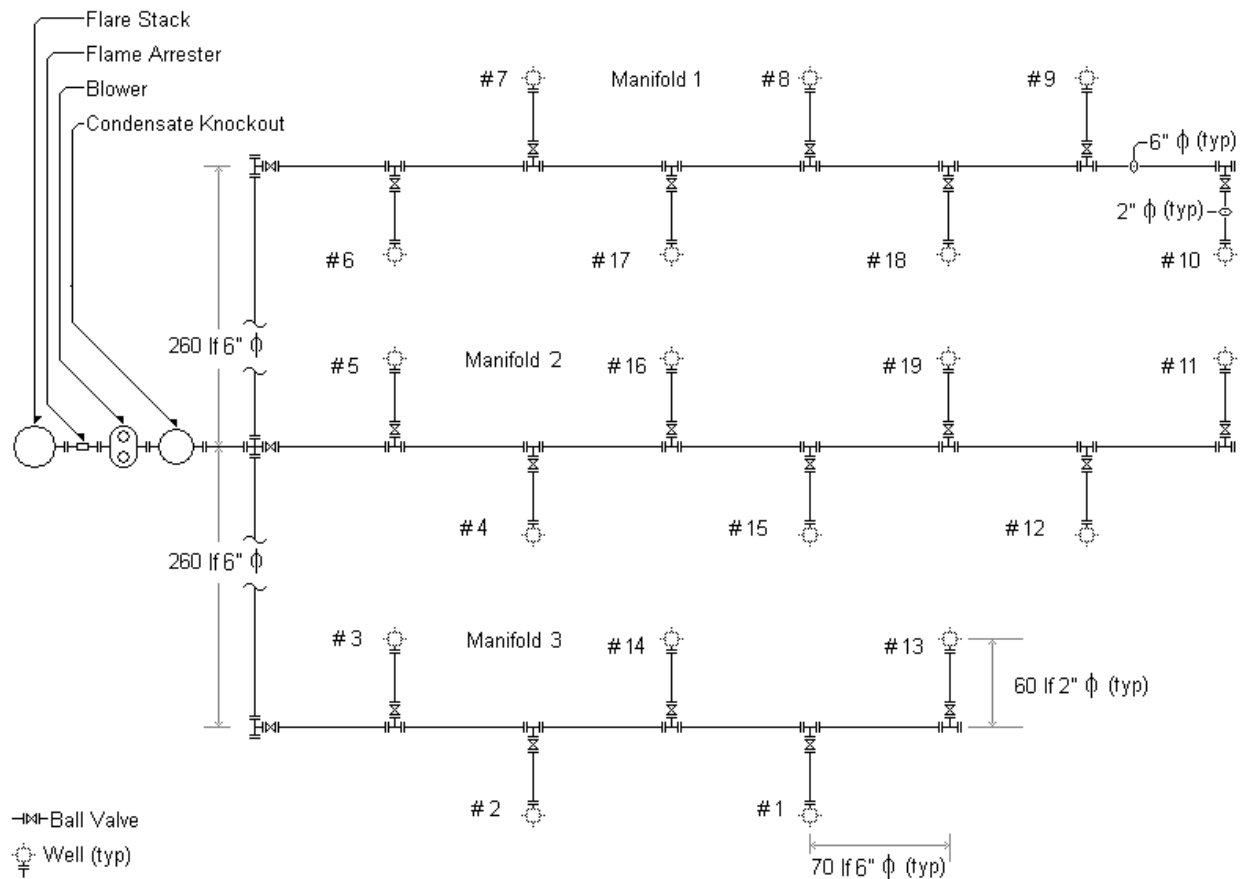 Flare Stack
Flame Arrester
Blower
Condensate Knockout
#7
Manifold 1
#8
#9
6" ϕ (typ)
2" ϕ (typ)
#6
#17
#18
#10
260 lf 6" ϕ
#5
Manifold 2
#16
#19
#11
#4
#15
#12
260 lf 6" ϕ
#3
Manifold 3
#14
#13
60 lf 2" ϕ (typ)
#2
#1
Ball Valve
Well (typ)
70 lf 6" ϕ (typ)